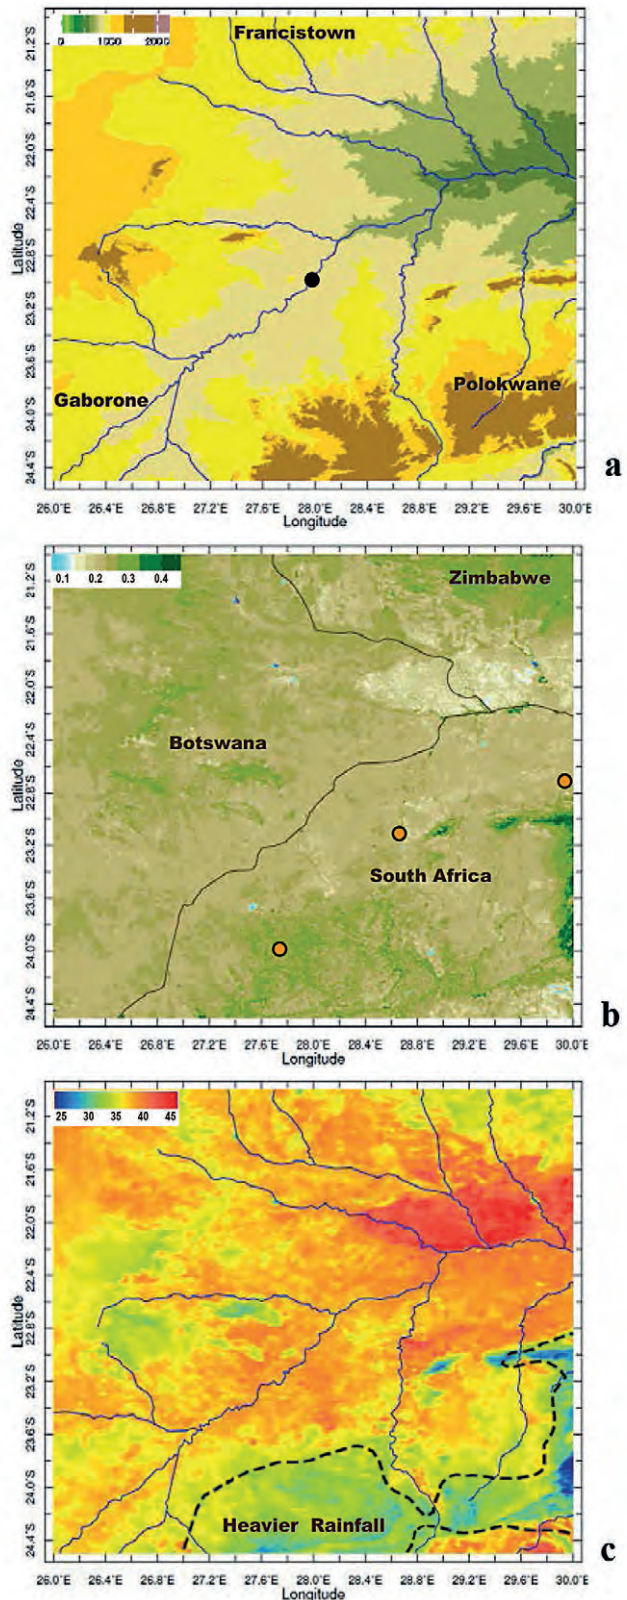 Francistown
0 1000 2000
21.2°S
21.6°S
22.0°S
22.4°S
22.8°S
23.2°S
23.6°S
24.0°S
24.4°S
Latitude
Gaborone
Polokwane
a
26.0°E 26.4°E 26.8°E 27.2°E 27.6°E 28.0°E 28.4°E 28.8°E 29.2°E 29.6°E 30.0°E
Longitude
0.1 0.2 0.3 0.4
Zimbabwe
21.2°S
21.6°S
22.0°S
22.4°S
22.8°S
23.2°S
23.6°S
24.0°S
24.4°S
Latitude
Botswana
South Africa
b
26.0°E 26.4°E 26.8°E 27.2°E 27.6°E 28.0°E 28.4°E 28.8°E 29.2°E 29.6°E 30.0°E
Longitude
25 30 35 40 45
21.2°S
21.6°S
22.0°S
22.4°S
22.8°S
23.2°S
23.6°S
24.0°S
24.4°S
Latitude
Heavier Rainfall
c
26.0°E 26.4°E 26.8°E 27.2°E 27.6°E 28.0°E 28.4°E 28.8°E 29.2°E 29.6°E 30.0°E
Longitude